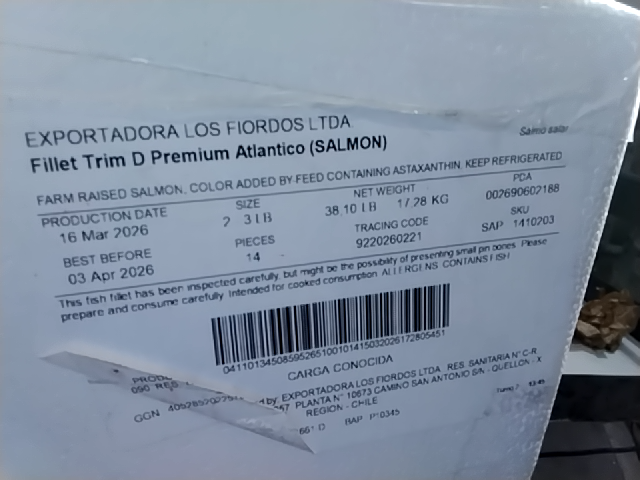 EXPORTADORA LOS FIORDOS LTDA
Salmo salar
Fillet Trim D Premium Atlantico (SALMON)
FARM RAISED SALMON. COLOR ADDED BY FEED CONTAINING ASTAXANTHIN. KEEP REFRIGERATED
PRODUCTION DATE SIZE NET WEIGHT PDA
16 Mar 2026 2 3 LB 38.10 LB 17.28 KG 002690602188
BEST BEFORE PIECES TRACING CODE SKU
03 Apr 2026 14 9220260221 SAP 1410203
This fish fillet has been inspected carefully, but might be the possibility of presenting small pin bones. Please
prepare and consume carefully. Intended for cooked consumption. ALLERGENS: CONTAINS FISH
CARGA CONOCIDA
EXPORTADORA LOS FIORDOS LTDA. RES. SANITARIA N° C-R
PLANTA N° 10673 CAMINO SAN ANTONIO S/N - QUELLON - X
REGION - CHILE
GGN
BAP P10345